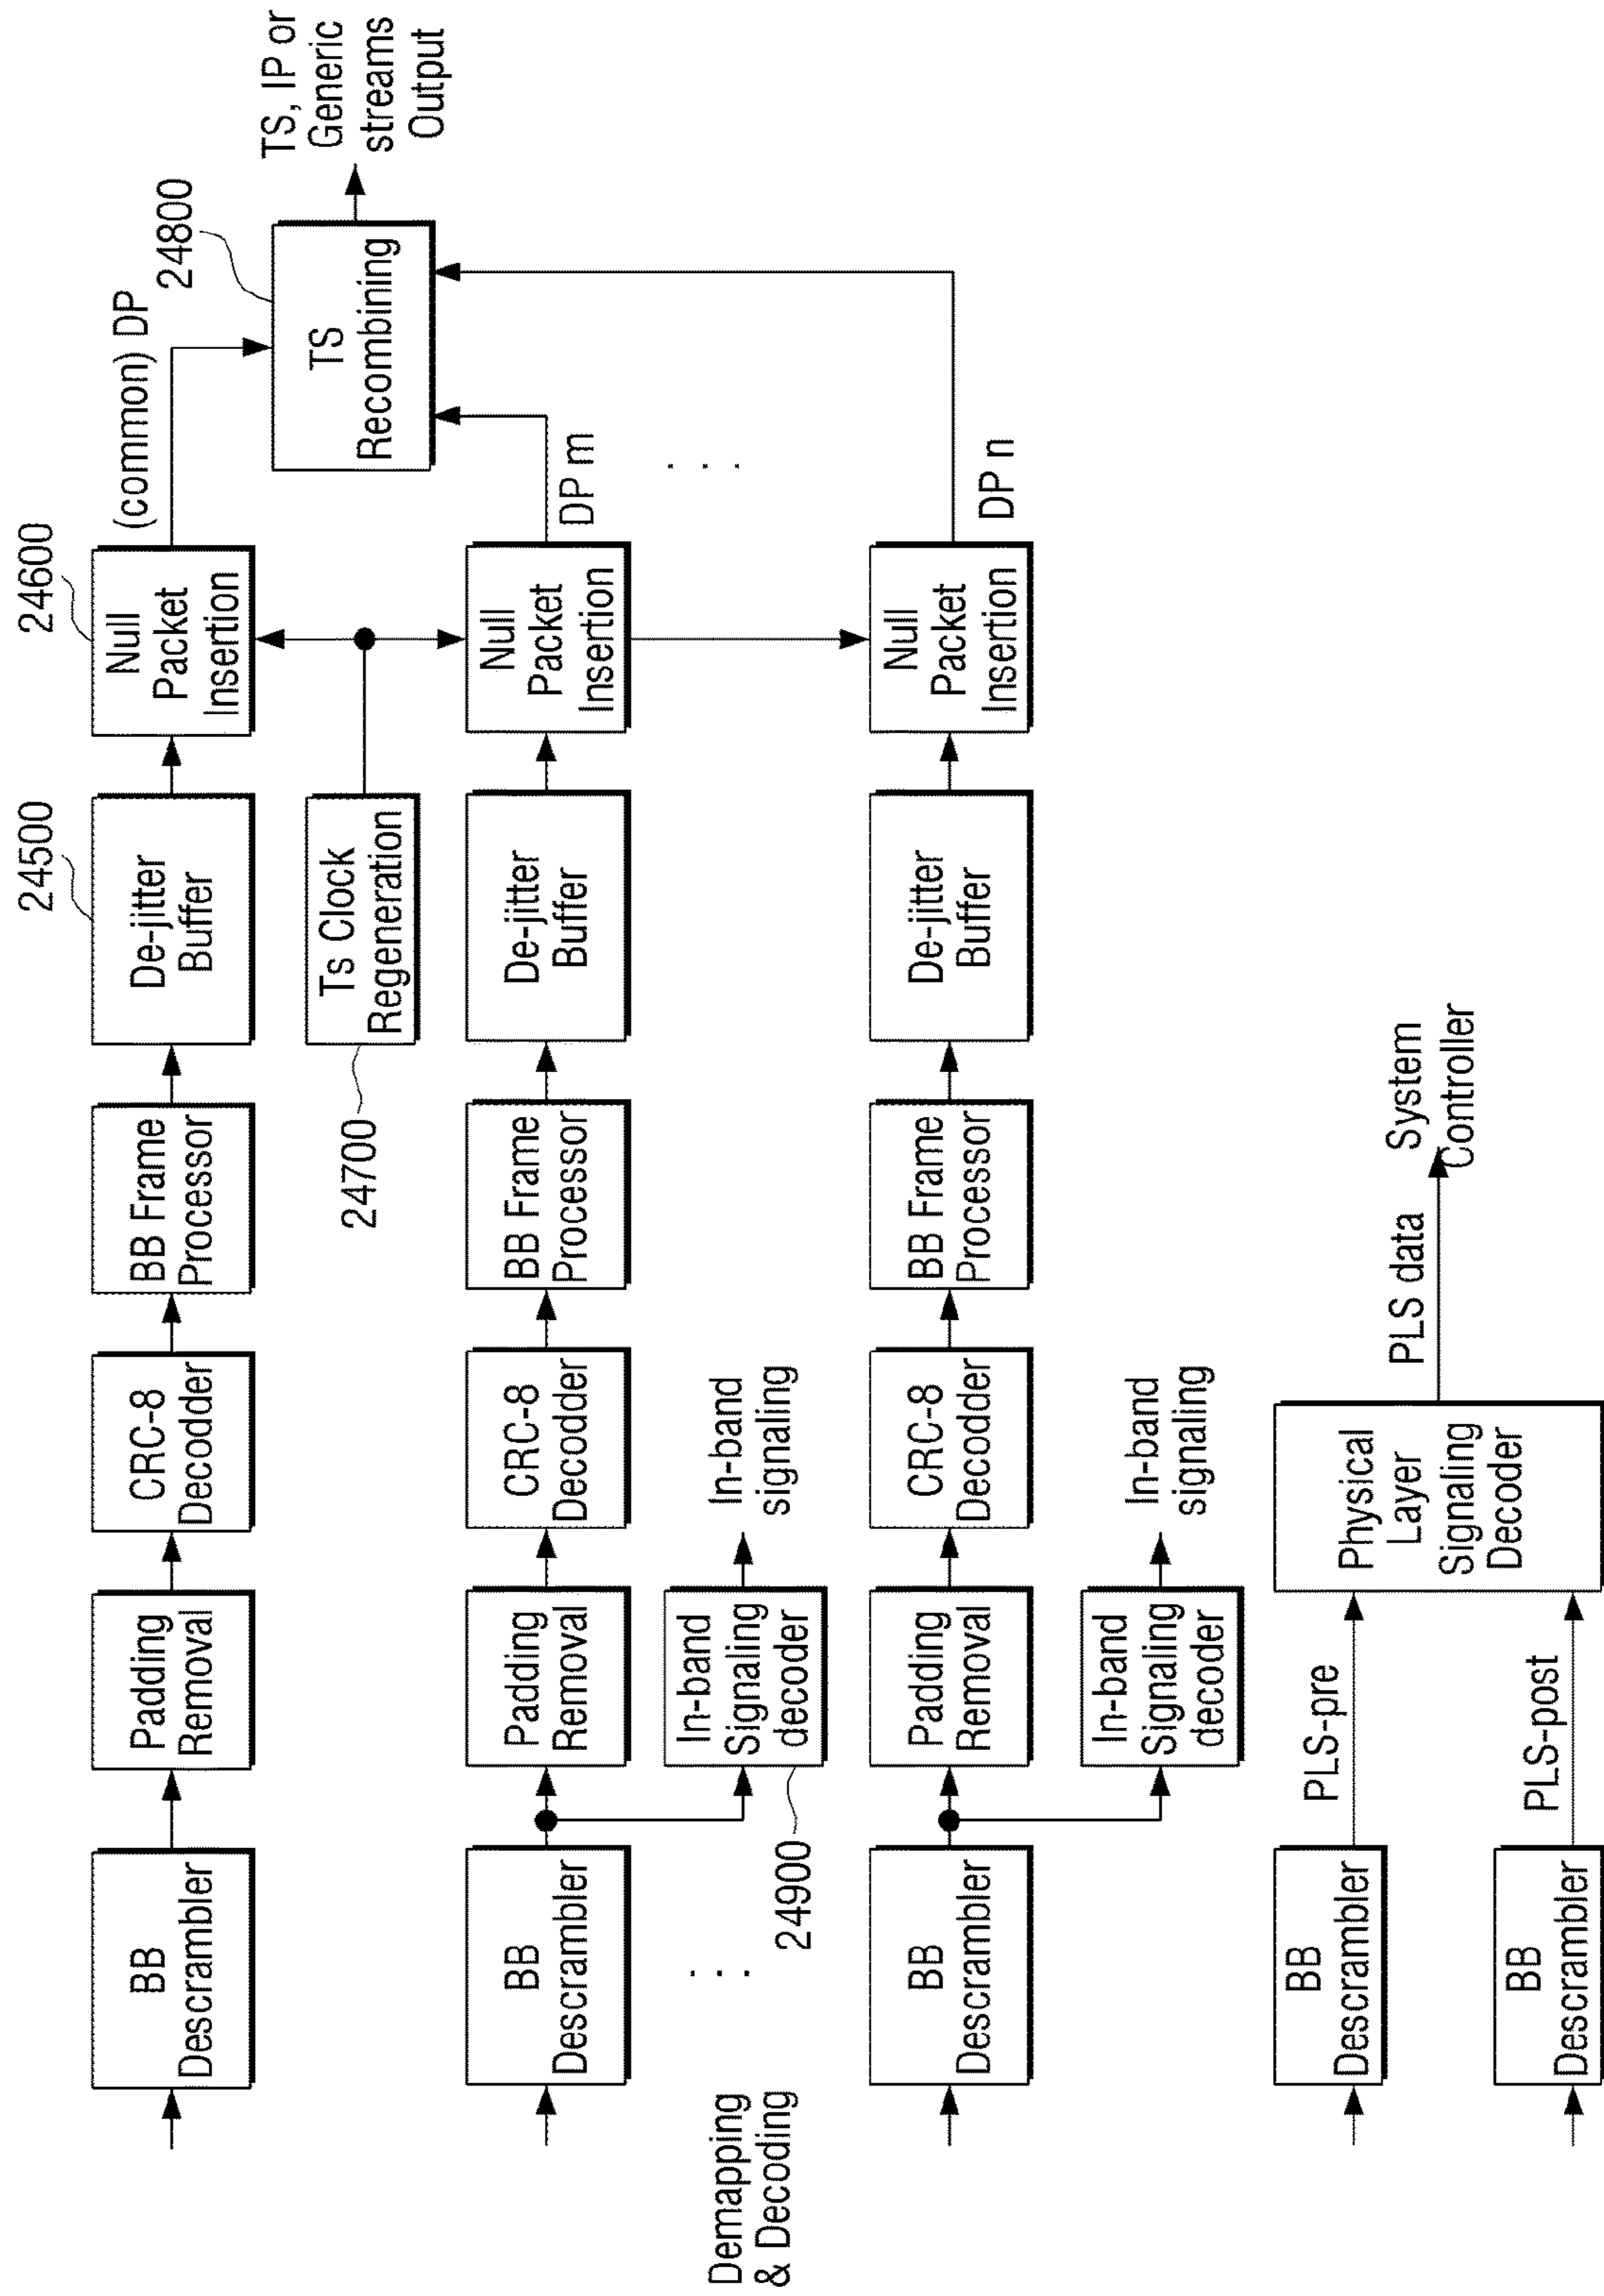 24500
24600
BB
Descrambler
Padding
Removal
CRC-8
Decodder
BB Frame
Processor
De-jitter
Buffer
Null
Packet
Insertion
(common) DP
24800
TS, IP or
Generic
streams
Output
24700
Ts Clock
Regeneration
TS
Recombining
BB
Descrambler
Padding
Removal
CRC-8
Decodder
BB Frame
Processor
De-jitter
Buffer
Null
Packet
Insertion
DP m
. . .
Demapping
& Decoding
. . .
24900
In-band
Signaling
decoder
In-band
signaling
BB
Descrambler
Padding
Removal
CRC-8
Decodder
BB Frame
Processor
De-jitter
Buffer
Null
Packet
Insertion
DP n
In-band
Signaling
decoder
In-band
signaling
BB
Descrambler
PLS-pre
Physical
Layer
Signaling
Decoder
PLS data
System
Controller
BB
Descrambler
PLS-post